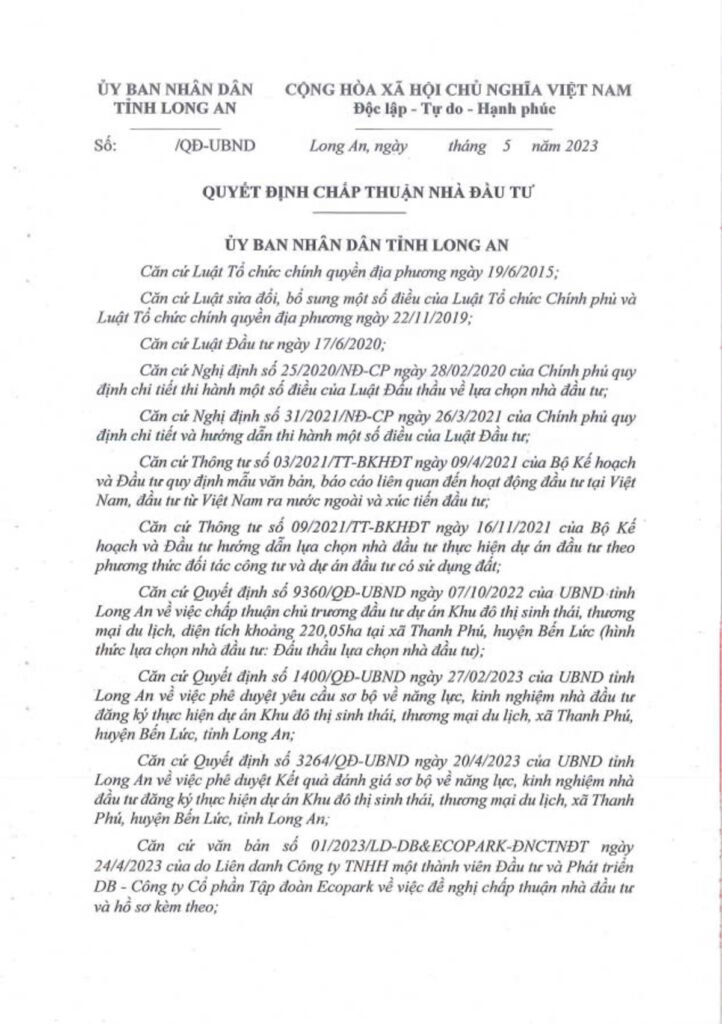 ỦY BAN NHÂN DÂN
TỈNH LONG AN
CỘNG HÒA XÃ HỘI CHỦ NGHĨA VIỆT NAM
Độc lập - Tự do - Hạnh phúc
Số: /QĐ-UBND
Long An, ngày tháng 5 năm 2023
QUYẾT ĐỊNH CHẤP THUẬN NHÀ ĐẦU TƯ
ỦY BAN NHÂN DÂN TỈNH LONG AN
Căn cứ Luật Tổ chức chính quyền địa phương ngày 19/6/2015;
Căn cứ Luật sửa đổi, bổ sung một số điều của Luật Tổ chức Chính phủ và
Luật Tổ chức chính quyền địa phương ngày 22/11/2019;
Căn cứ Luật Đầu tư ngày 17/6/2020;
Căn cứ Nghị định số 25/2020/NĐ-CP ngày 28/02/2020 của Chính phủ quy
định chi tiết thi hành một số điều của Luật Đấu thầu về lựa chọn nhà đầu tư;
Căn cứ Nghị định số 31/2021/NĐ-CP ngày 26/3/2021 của Chính phủ quy
định chi tiết và hướng dẫn thi hành một số điều của Luật Đầu tư;
Căn cứ Thông tư số 03/2021/TT-BKHĐT ngày 09/4/2021 của Bộ Kế hoạch
và Đầu tư quy định mẫu văn bản, báo cáo liên quan đến hoạt động đầu tư tại Việt
Nam, đầu tư từ Việt Nam ra nước ngoài và xúc tiến đầu tư;
Căn cứ Thông tư số 09/2021/TT-BKHĐT ngày 16/11/2021 của Bộ Kế
hoạch và Đầu tư hướng dẫn lựa chọn nhà đầu tư thực hiện dự án đầu tư theo
phương thức đối tác công tư và dự án đầu tư có sử dụng đất;
Căn cứ Quyết định số 9360/QĐ-UBND ngày 07/10/2022 của UBND tỉnh
Long An về việc chấp thuận chủ trương đầu tư dự án Khu đô thị sinh thái, thương
mại du lịch, diện tích khoảng 220,05ha tại xã Thanh Phú, huyện Bến Lức (hình
thức lựa chọn nhà đầu tư: Đấu thầu lựa chọn nhà đầu tư);
Căn cứ Quyết định số 1400/QĐ-UBND ngày 27/02/2023 của UBND tỉnh
Long An về việc phê duyệt yêu cầu sơ bộ về năng lực, kinh nghiệm nhà đầu tư
đăng ký thực hiện dự án Khu đô thị sinh thái, thương mại du lịch, xã Thanh Phú,
huyện Bến Lức, tỉnh Long An;
Căn cứ Quyết định số 3264/QĐ-UBND ngày 20/4/2023 của UBND tỉnh
Long An về việc phê duyệt Kết quả đánh giá sơ bộ về năng lực, kinh nghiệm nhà
đầu tư đăng ký thực hiện dự án Khu đô thị sinh thái, thương mại du lịch, xã Thanh
Phú, huyện Bến Lức, tỉnh Long An;
Căn cứ văn bản số 01/2023/LD-DB&ECOPARK-ĐNCTNĐT ngày
24/4/2023 của do Liên danh Công ty TNHH một thành viên Đầu tư và Phát triển
DB - Công ty Cổ phần Tập đoàn Ecopark về việc đề nghị chấp thuận nhà đầu tư
và hồ sơ kèm theo;